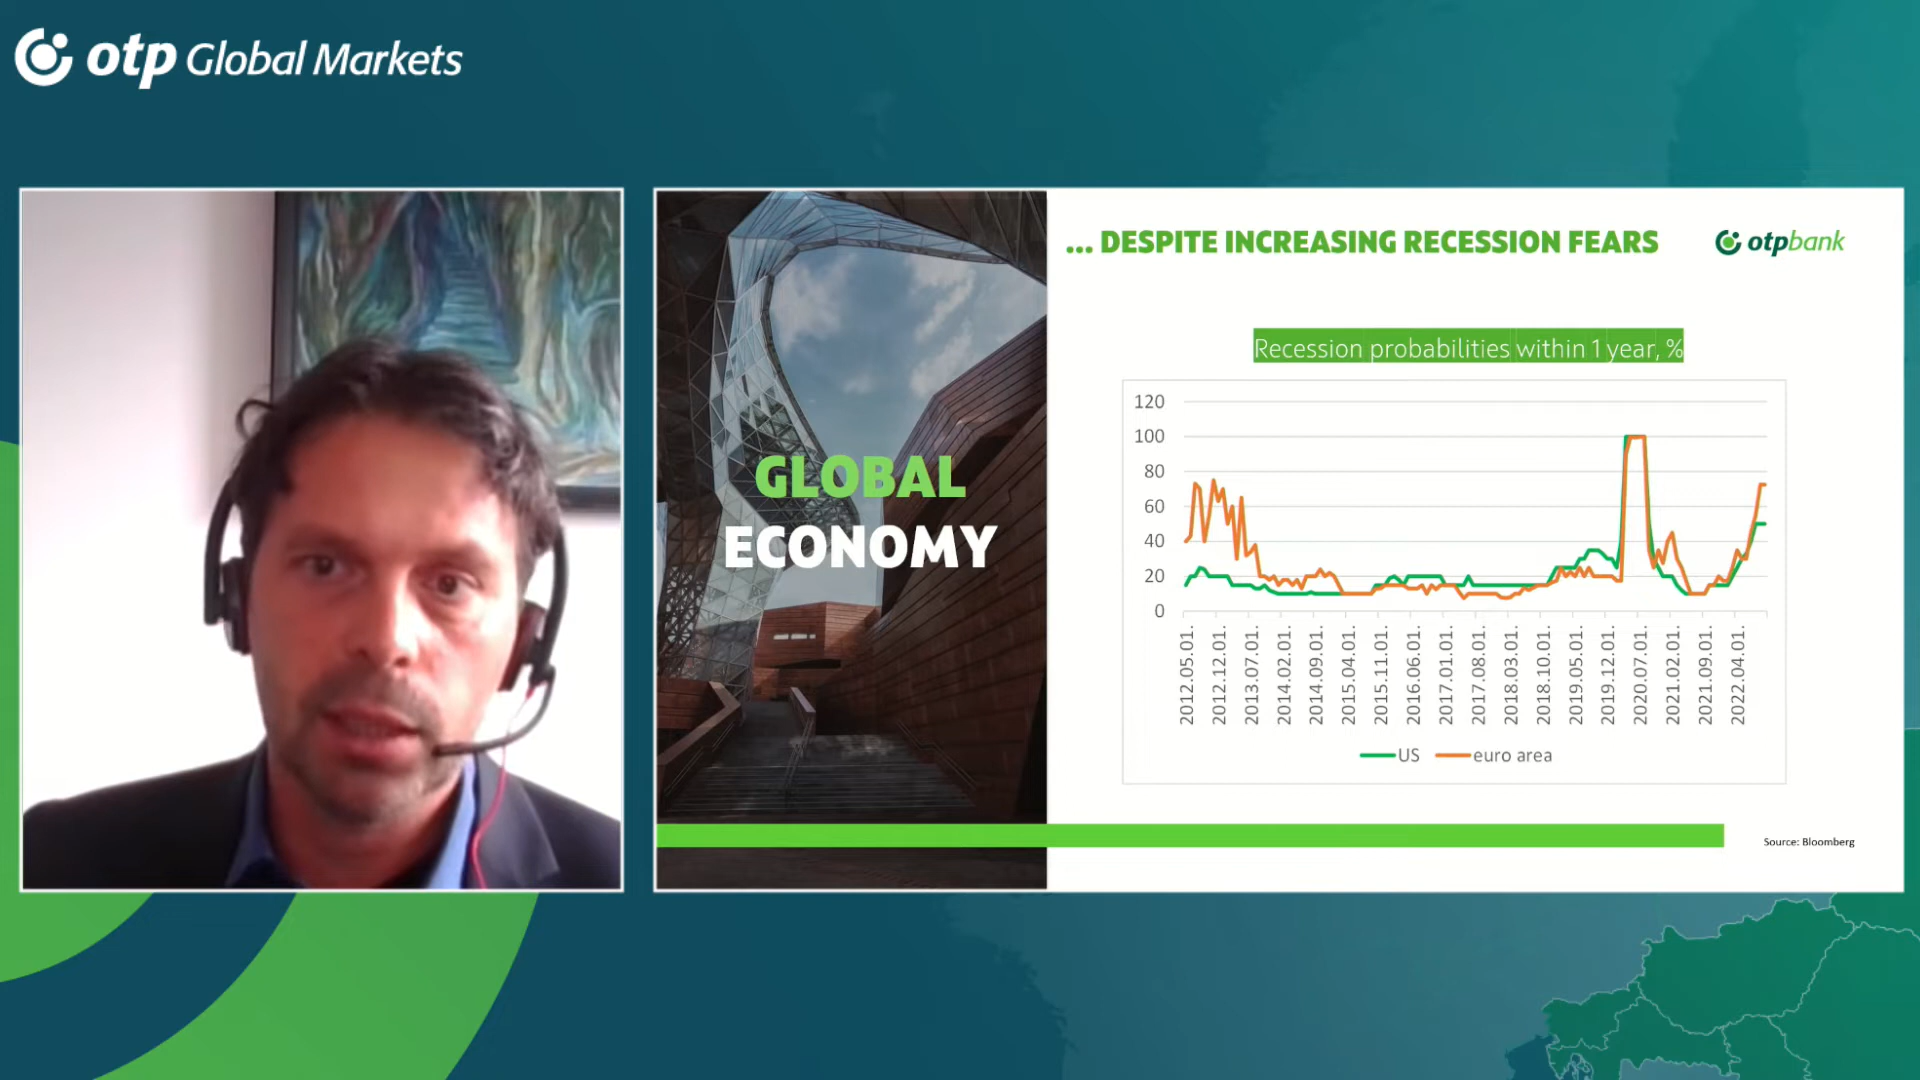 otp Global Markets
... DESPITE INCREASING RECESSION FEARS
otpbank
GLOBAL
ECONOMY
Recession probabilities within 1 year, %
120
100
80
60
40
20
0
2012.05.01.
2012.12.01.
2013.07.01.
2014.02.01.
2014.09.01.
2015.04.01.
2015.11.01.
2016.06.01.
2017.01.01.
2017.08.01.
2018.03.01.
2018.10.01.
2019.05.01.
2019.12.01.
2020.07.01.
2021.02.01.
2021.09.01.
2022.04.01.
US
euro area
Source: Bloomberg